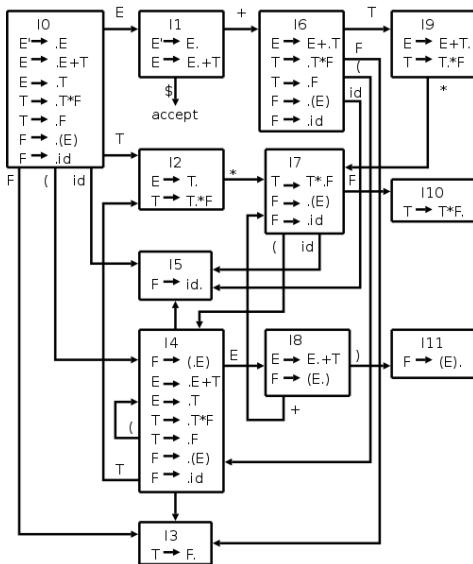 I0
E' → .E
E → .E+T
E → .T
T → .T*F
T → .F
F → .(E)
F → .id
E
I1
E' → E.
E → E.+T
$
accept
+
I6
E → E+.T
T → .T*F
T → .F
F → .(E)
F → .id
T
F
(
id
I9
E → E+T.
T → T.*F
*
T
I2
E → T.
T → T.*F
*
I7
T → T*.F
F → .(E)
F → .id
F
I10
T → T*F.
F
(
id
(
id
I5
F → id.
I4
F → (.E)
E → .E+T
E → .T
T → .T*F
T → .F
F → .(E)
F → .id
E
(
T
I8
E → E.+T
F → (E.)
+
)
I11
F → (E).
I3
T → F.